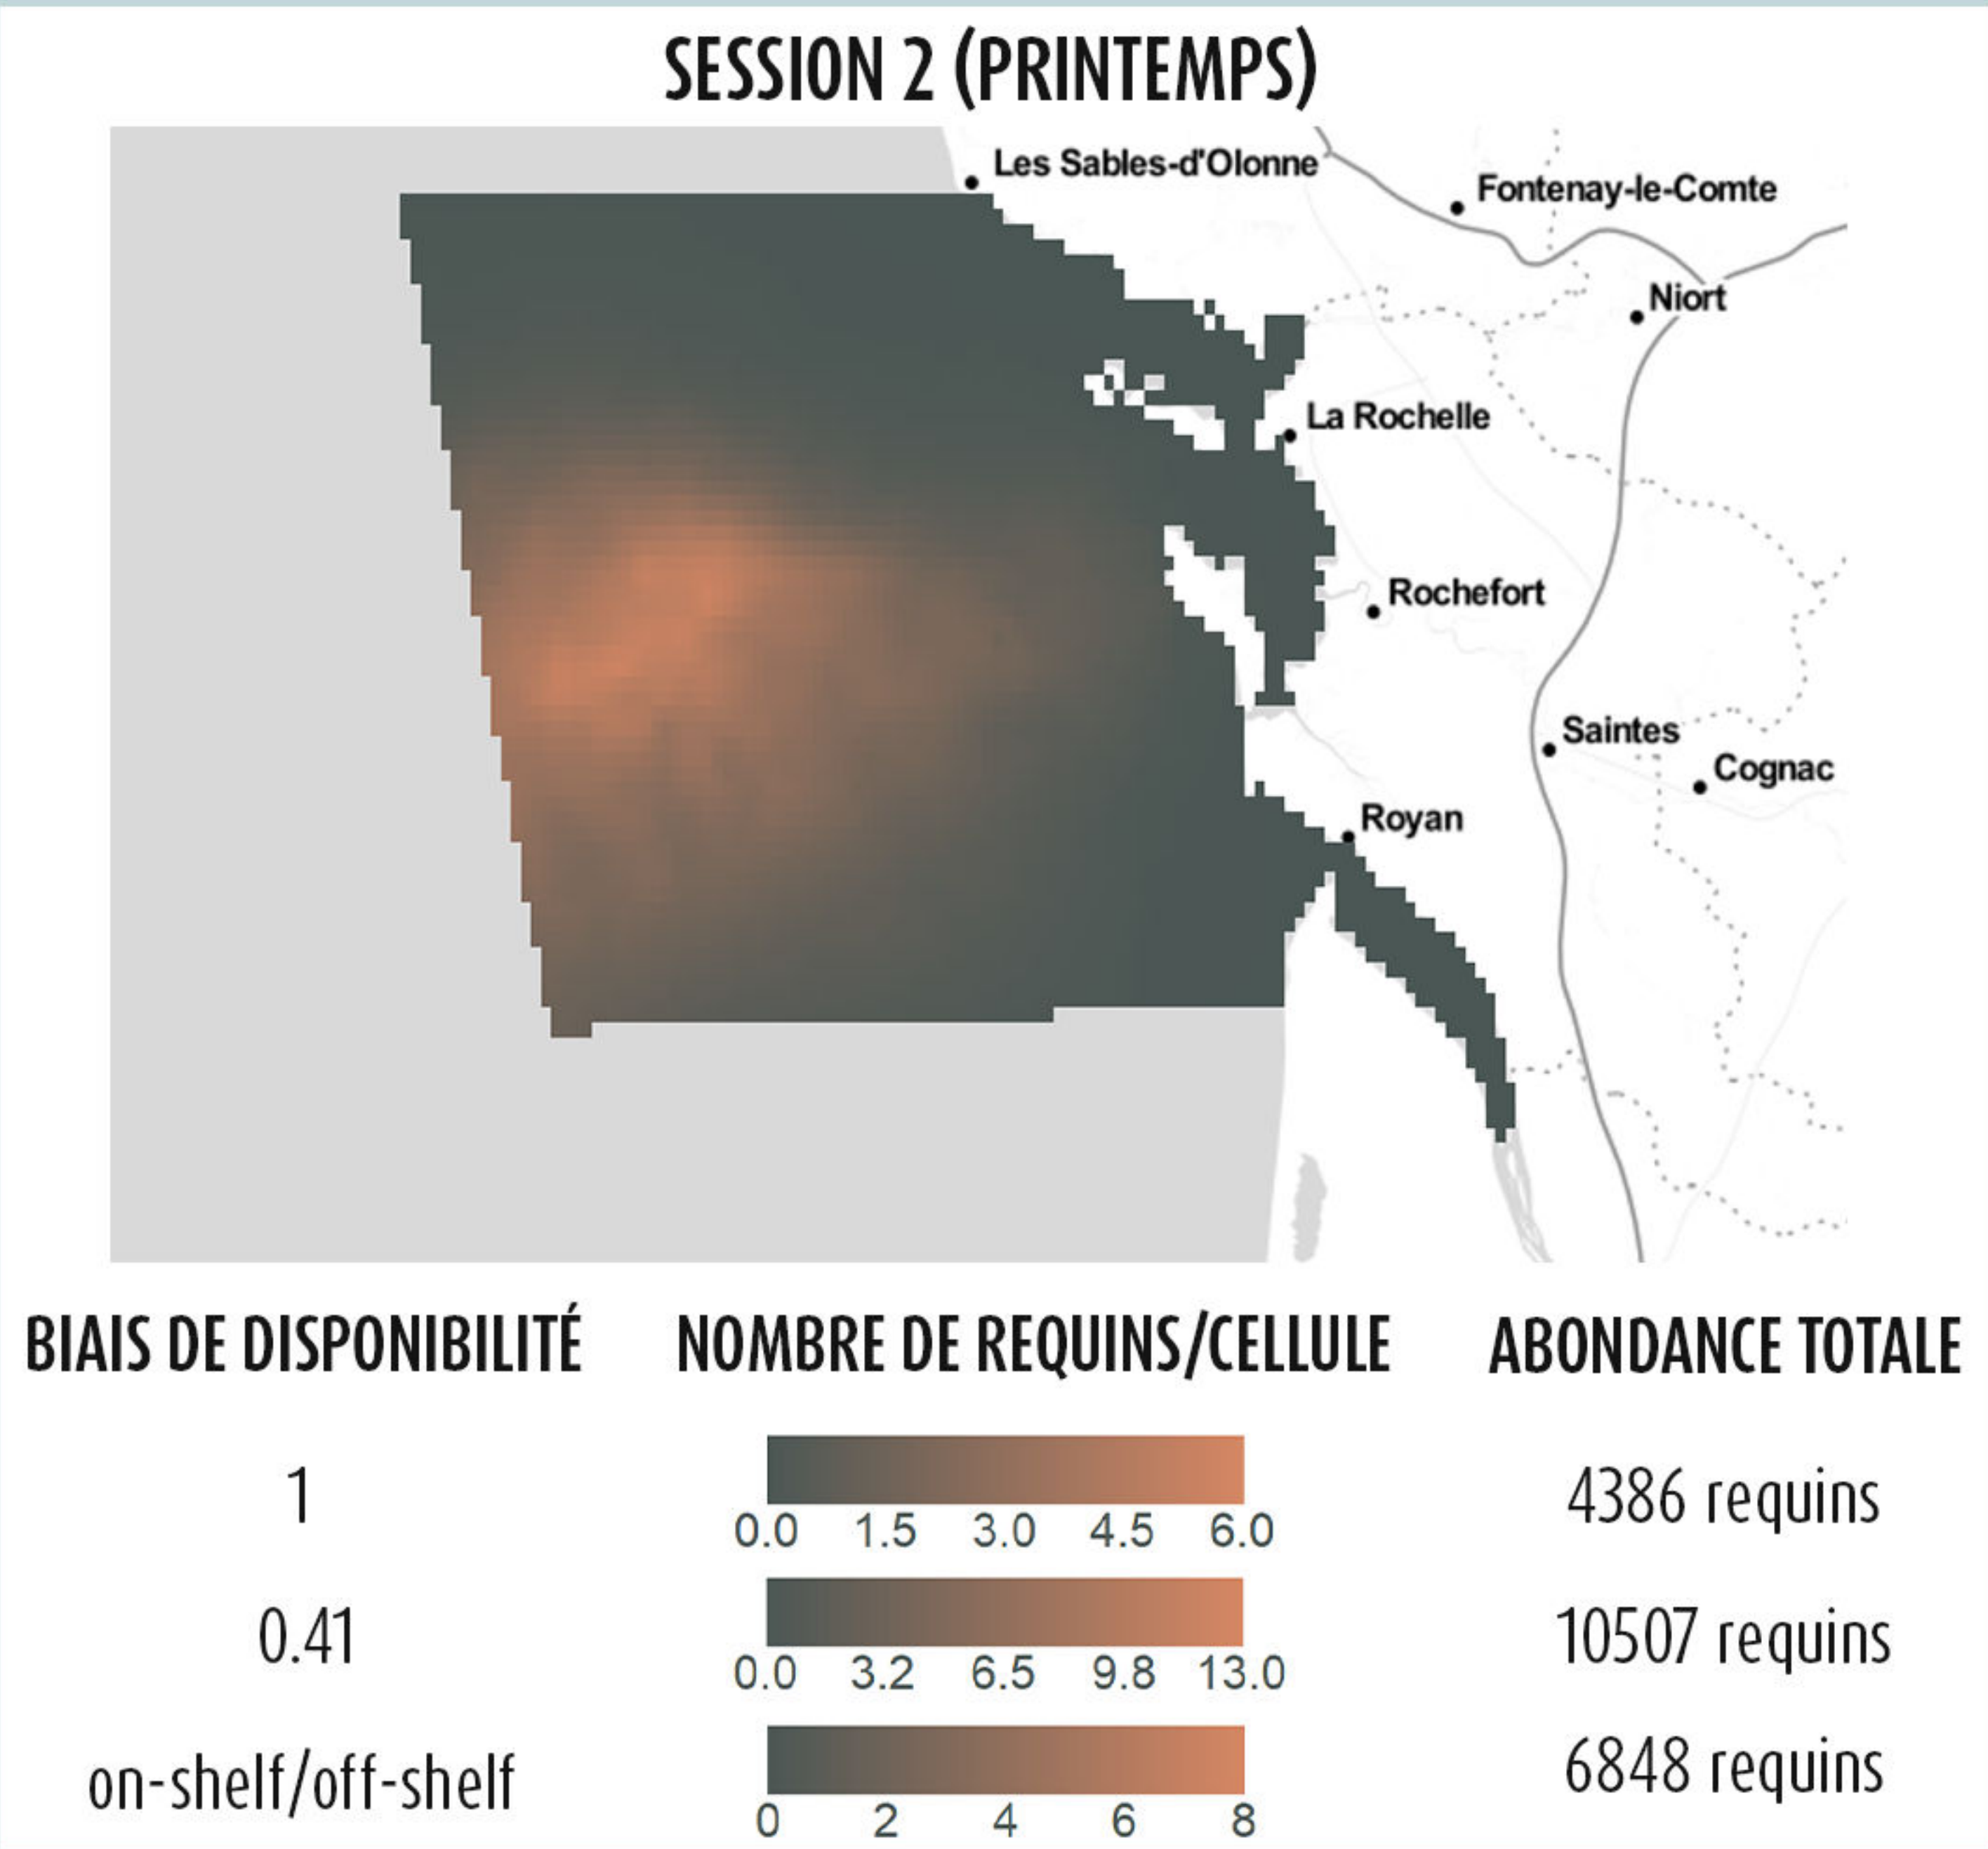 SESSION 2 (PRINTEMPS)
Les Sables-d'Olonne
Fontenay-le-Comte
Niort
La Rochelle
Rochefort
Saintes
Cognac
Royan
BIAIS DE DISPONIBILITÉ NOMBRE DE REQUINS/CELLULE ABONDANCE TOTALE
1 4386 requins
0.0 1.5 3.0 4.5 6.0
0.41 10507 requins
0.0 3.2 6.5 9.8 13.0
on-shelf/off-shelf 6848 requins
0 2 4 6 8